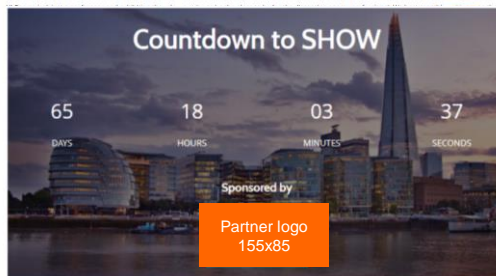 Countdown to SHOW
65 18 03 37
DAYS HOURS MINUTES SECONDS
Sponsored by
Partner logo
155x85